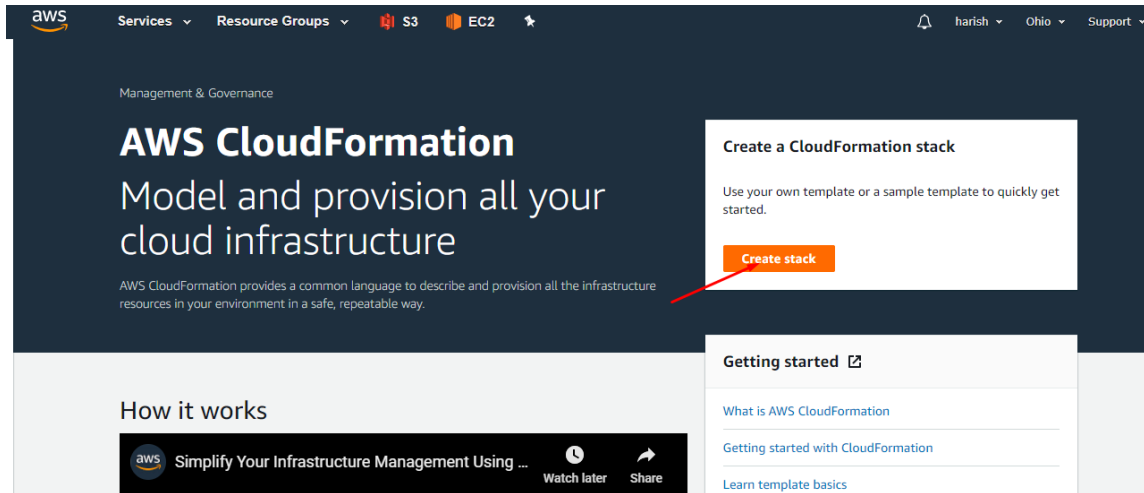 aws Services Resource Groups S3 EC2 harish Ohio Support
Management & Governance
AWS CloudFormation
Model and provision all your
cloud infrastructure
AWS CloudFormation provides a common language to describe and provision all the infrastructure
resources in your environment in a safe, repeatable way.
Create a CloudFormation stack
Use your own template or a sample template to quickly get
started.
Create stack
Getting started
What is AWS CloudFormation
Getting started with CloudFormation
Learn template basics
How it works
aws Simplify Your Infrastructure Management Using ...
Watch later Share